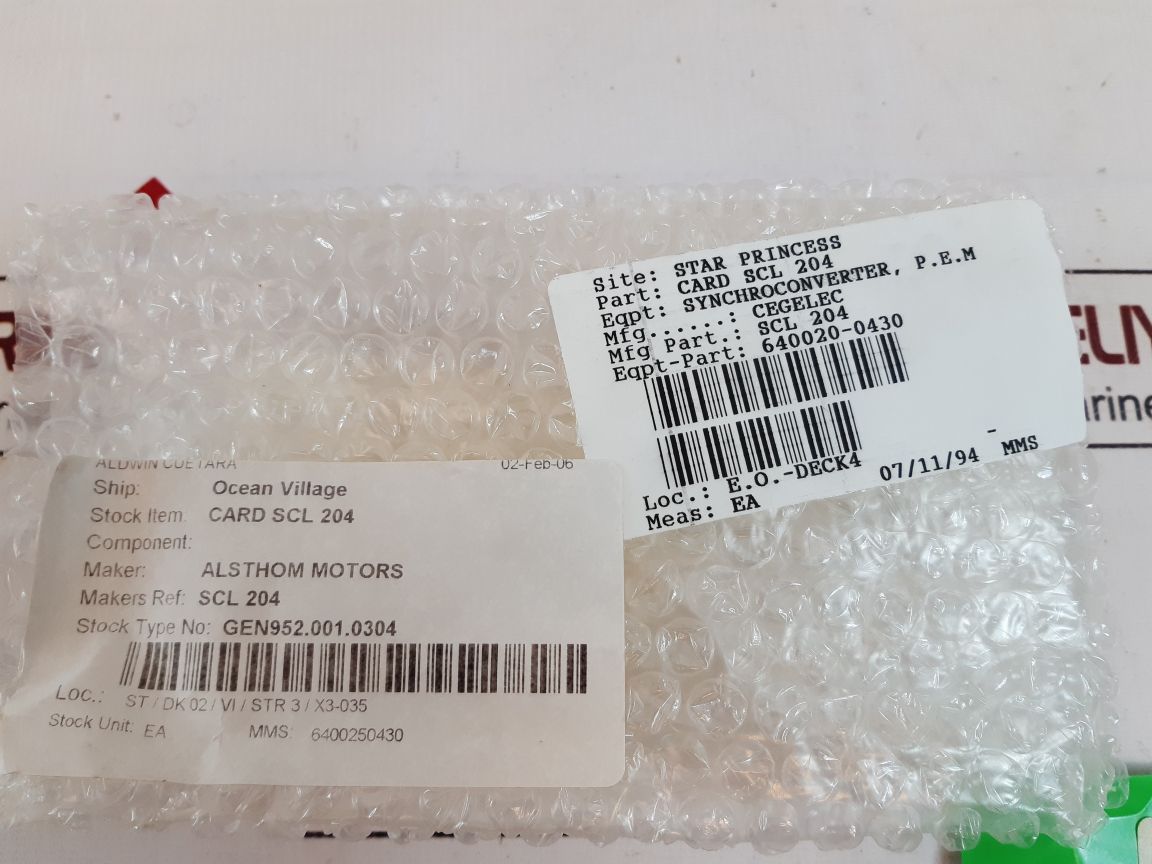 Site: STAR PRINCESS
Part: CARD SCL 204
Eqpt: SYNCHROCONVERTER, P.E.M
Mfg......: CEGELEC
Mfg Part.: SCL 204
Eqpt-Part: 640020-0430
Loc.: E.O.-DECK4 07/11/94 - MMS
Meas: EA
ALDWIN CUETARA 02-Feb-06
Ship: Ocean Village
Stock Item: CARD SCL 204
Component:
Maker: ALSTHOM MOTORS
Makers Ref: SCL 204
Stock Type No: GEN952.001.0304
Loc.: ST / DK 02 / VI / STR 3 / X3-035
Stock Unit: EA MMS: 6400250430